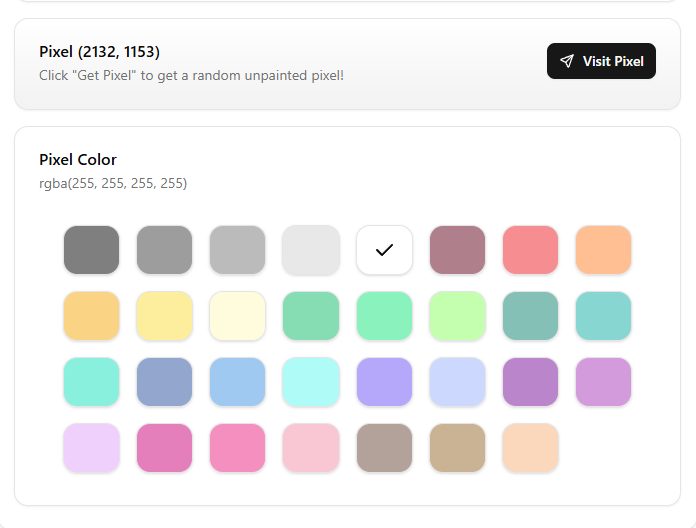 Pixel (2132, 1153)
Click "Get Pixel" to get a random unpainted pixel!
Visit Pixel
Pixel Color
rgba(255, 255, 255, 255)